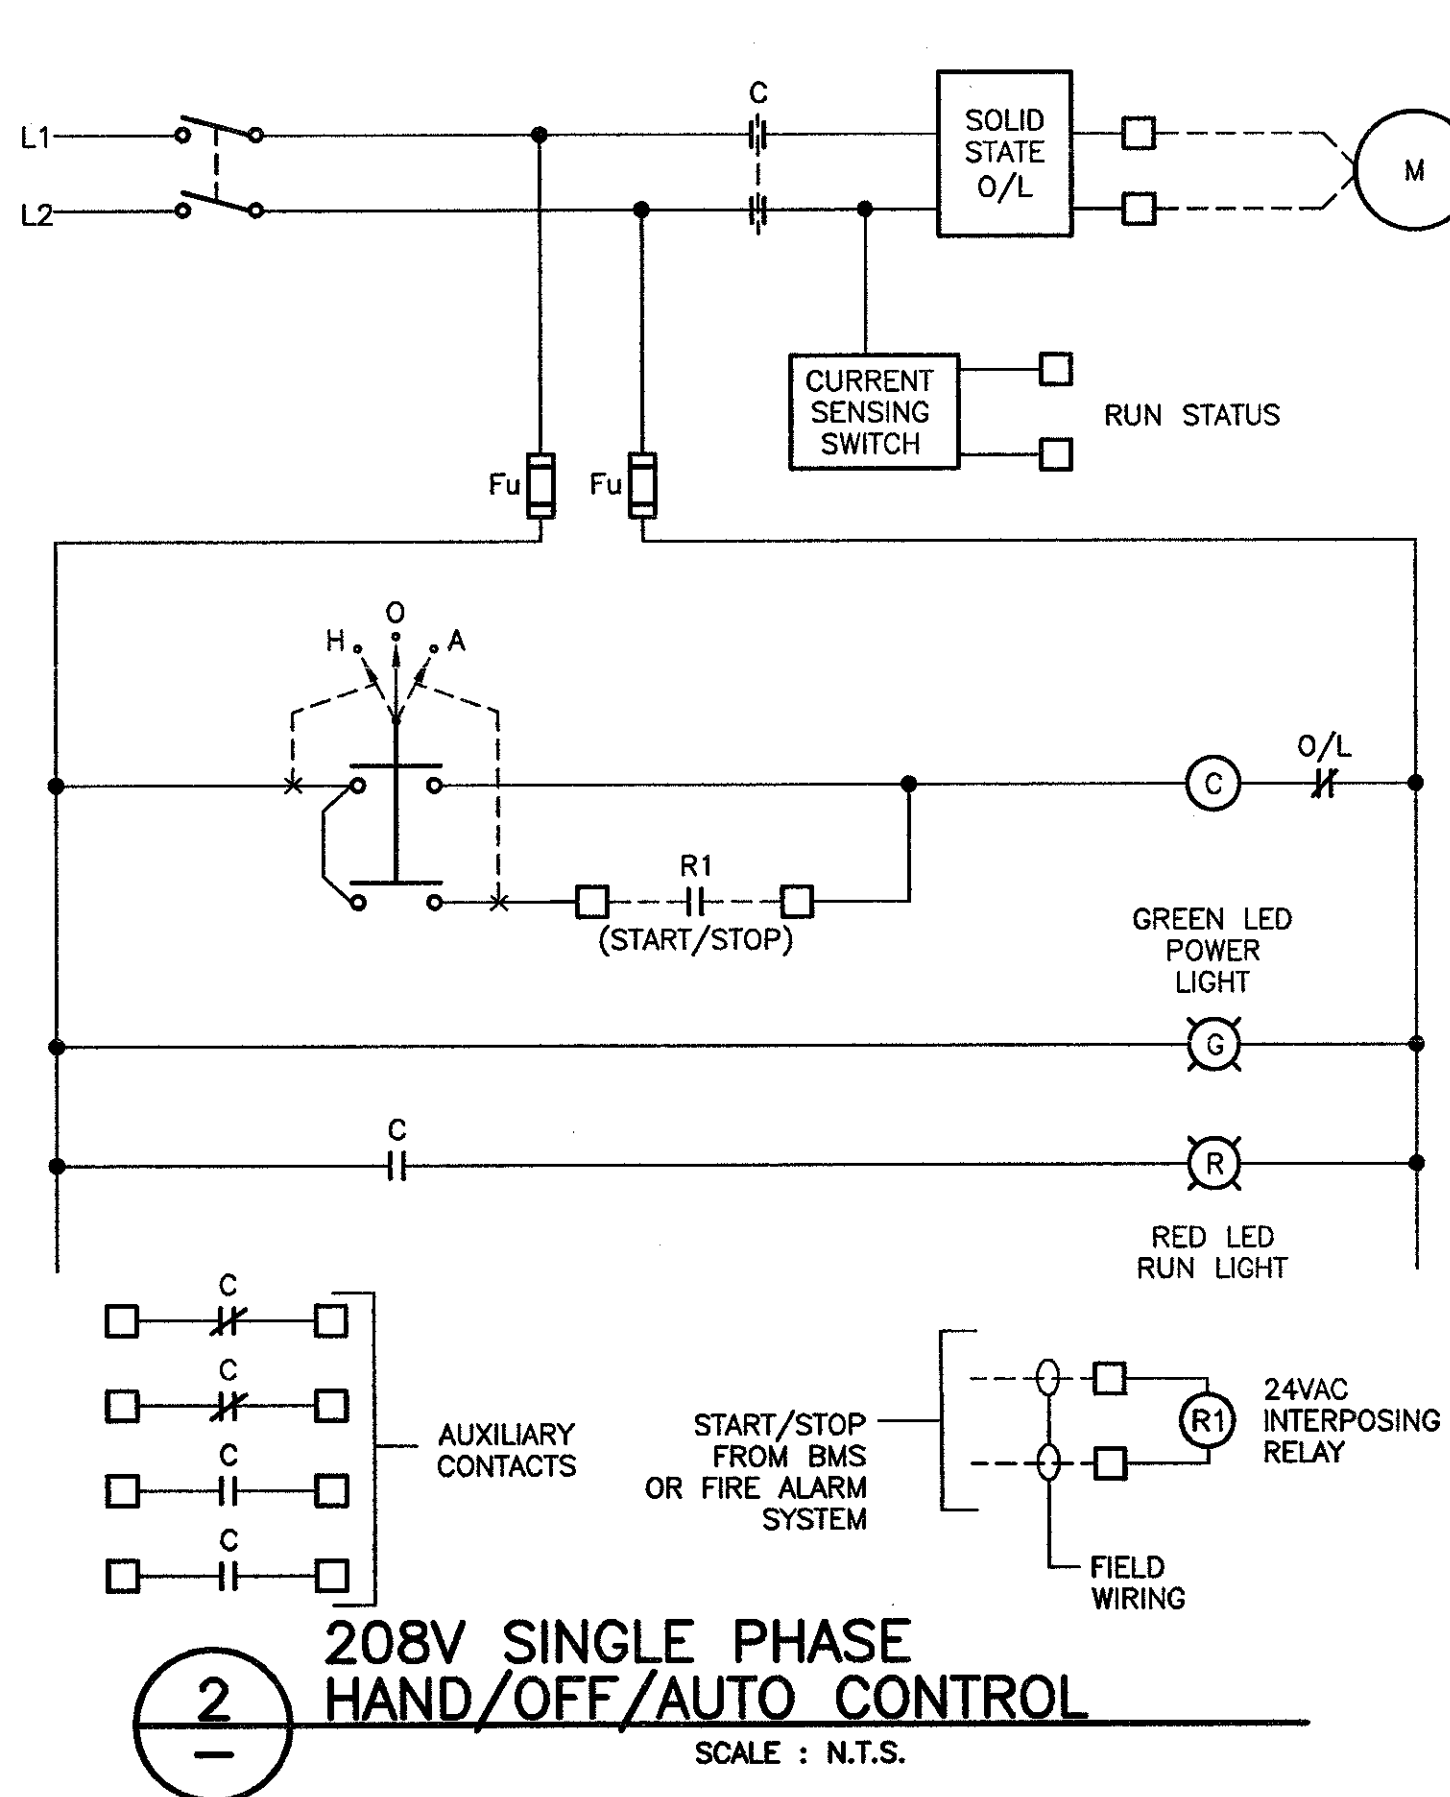 C
L1
SOLID
STATE
O/L
M
L2
CURRENT
SENSING
SWITCH
RUN STATUS
Fu
Fu
O
H
A
O/L
C
R1
(START/STOP)
GREEN LED
POWER
LIGHT
G
C
R
RED LED
RUN LIGHT
C
C
C
C
AUXILIARY
CONTACTS
START/STOP
FROM BMS
OR FIRE ALARM
SYSTEM
R1
24VAC
INTERPOSING
RELAY
FIELD
WIRING
2
-
208V SINGLE PHASE
HAND/OFF/AUTO CONTROL
SCALE : N.T.S.